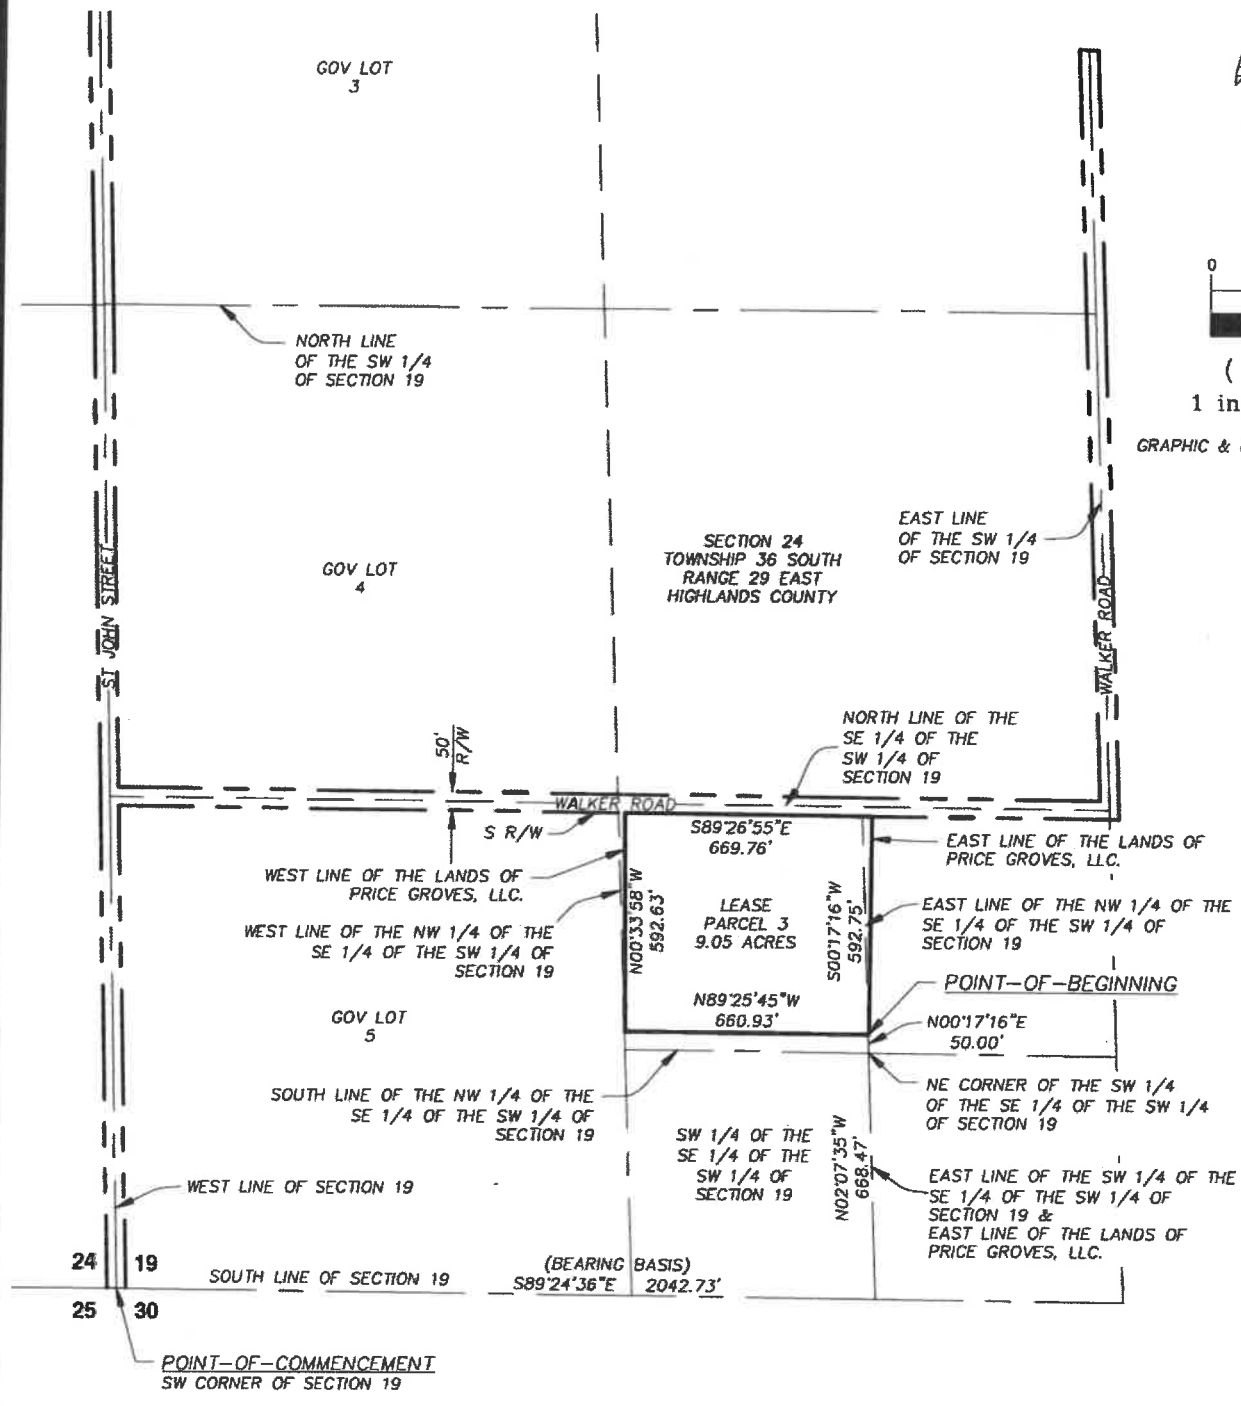 GOV LOT
3
0
(
1 in
GRAPHIC &
NORTH LINE
OF THE SW 1/4
OF SECTION 19
EAST LINE
OF THE SW 1/4
OF SECTION 19
SECTION 24
TOWNSHIP 36 SOUTH
RANGE 29 EAST
HIGHLANDS COUNTY
GOV LOT
4
ST JOHN STREET
WALKER ROAD
NORTH LINE OF THE
SE 1/4 OF THE
SW 1/4 OF
SECTION 19
50'
R/W
WALKER ROAD
S R/W
S89°26'55"E
669.76'
EAST LINE OF THE LANDS OF
PRICE GROVES, LLC.
WEST LINE OF THE LANDS OF
PRICE GROVES, LLC.
N00°33'58"W
592.63'
LEASE
PARCEL 3
9.05 ACRES
S00°17'16"W
592.75'
EAST LINE OF THE NW 1/4 OF THE
SE 1/4 OF THE SW 1/4 OF
SECTION 19
WEST LINE OF THE NW 1/4 OF THE
SE 1/4 OF THE SW 1/4 OF
SECTION 19
N89°25'45"W
660.93'
POINT-OF-BEGINNING
GOV LOT
5
N00°17'16"E
50.00'
SOUTH LINE OF THE NW 1/4 OF THE
SE 1/4 OF THE SW 1/4 OF
SECTION 19
NE CORNER OF THE SW 1/4
OF THE SE 1/4 OF THE SW 1/4
OF SECTION 19
SW 1/4 OF THE
SE 1/4 OF THE
SW 1/4 OF
SECTION 19
N02°07'35"W
668.47'
EAST LINE OF THE SW 1/4 OF THE
SE 1/4 OF THE SW 1/4 OF
SECTION 19 &
EAST LINE OF THE LANDS OF
PRICE GROVES, LLC.
WEST LINE OF SECTION 19
24 19
25 30
SOUTH LINE OF SECTION 19
(BEARING BASIS)
S89°24'36"E 2042.73'
POINT-OF-COMMENCEMENT
SW CORNER OF SECTION 19